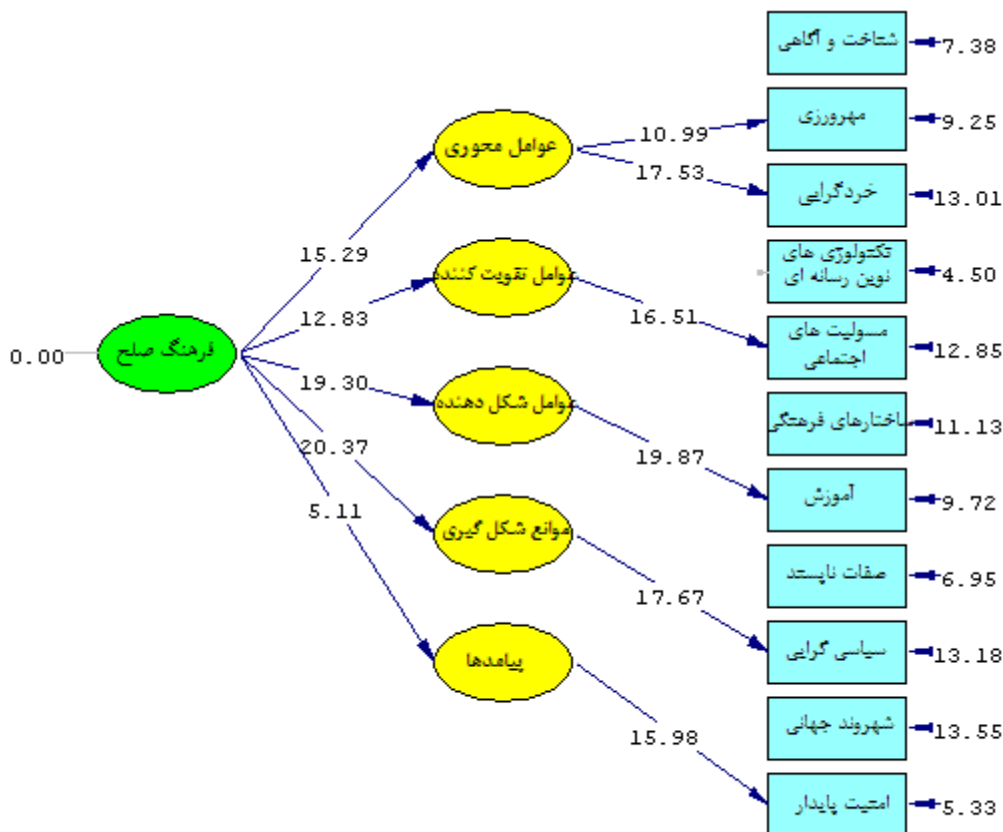 شناخت و آگاهی
7.38
مهرورزی
9.25
عوامل محوری
10.99
17.53
خردگرایی
13.01
15.29
تکنولوژی های
نوین رسانه ای
4.50
عوامل تقویت کننده
12.83
16.51
مسولیت های
اجتماعی
12.85
0.00
فرهنگ صلح
19.30
عوامل شکل دهنده
ساختارهای فرهنگی
11.13
20.37
19.87
آموزش
9.72
5.11
موانع شکل گیری
صفات ناپسند
6.95
17.67
سیاسی گرایی
13.18
پیامدها
15.98
شهروند جهانی
13.55
امنیت پایدار
5.33